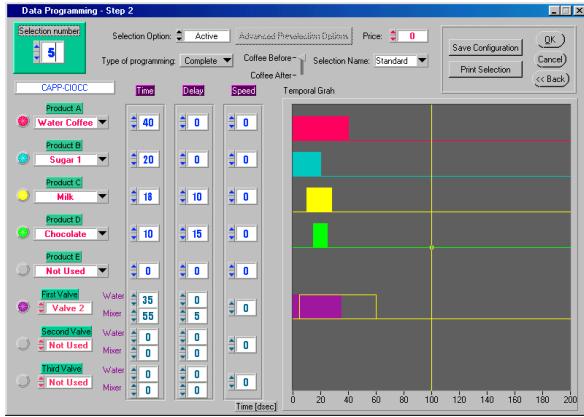 Data Programming - Step 2
Selection number
5
Selection Option: Active
Advanced Preselection Options
Price: 0
Type of programming: Complete
Coffee Before-
Coffee After-
Selection Name: Standard
Save Configuration
Print Selection
OK
Cancel
<< Back
CAPP-CIOCC
Time Delay Speed
Temporal Grah
Product A
Water Coffee 40 0 0
Product B
Sugar 1 20 0 0
Product C
Milk 18 10 0
Product D
Chocolate 10 15 0
Product E
Not Used 0 0 0
First Valve
Valve 2
Water 35 0
Mixer 55 5
0
Second Valve
Not Used
Water 0 0
Mixer 0 0
0
Third Valve
Not Used
Water 0 0
Mixer 0 0
0
0 20 40 60 80 100 120 140 160 180 200
Time [dsec]